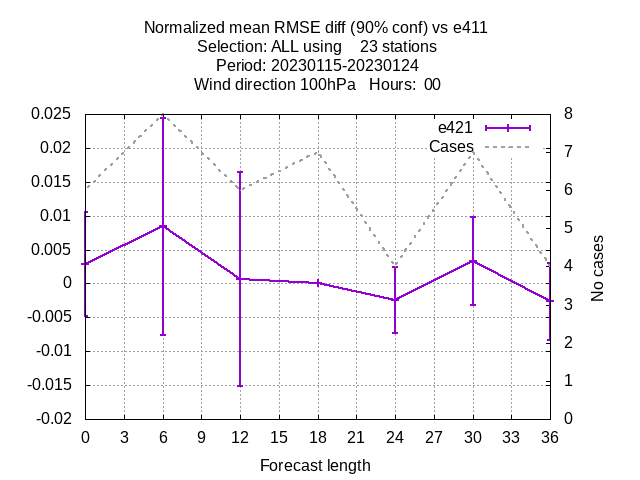 Normalized mean RMSE diff (90% conf) vs e411
Selection: ALL using    23 stations
Period: 20230115-20230124
Wind direction 100hPa   Hours:  00
0.025
0.02
0.015
0.01
0.005
0
-0.005
-0.01
-0.015
-0.02
e421
Cases
8
7
6
5
4
3
2
1
0
No cases
0 3 6 9 12 15 18 21 24 27 30 33 36
Forecast length